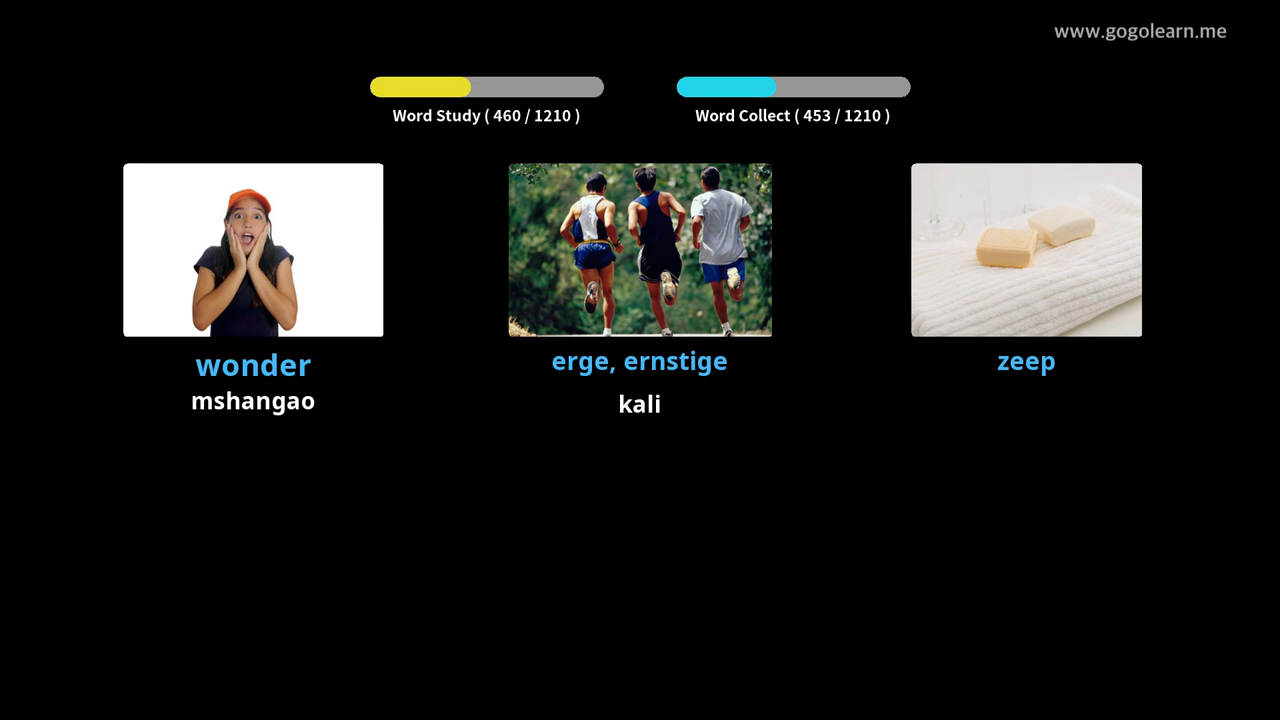 www.gogolearn.me
Word Study ( 460 / 1210 )
Word Collect ( 453 / 1210 )
wonder
mshangao
erge, ernstige
kali
zeep